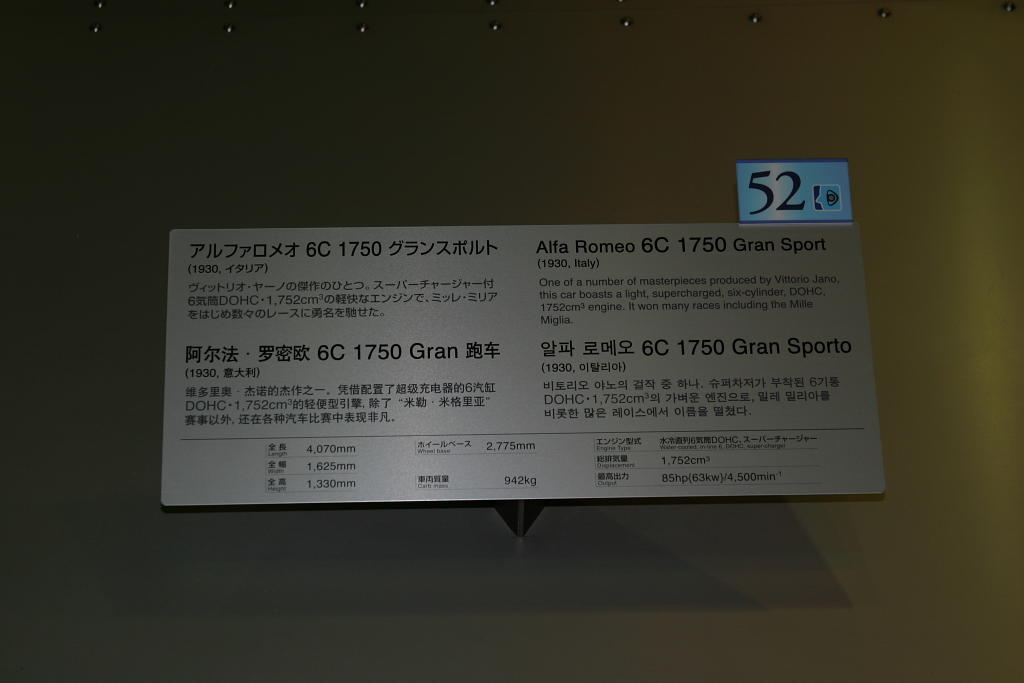 52
アルファロメオ 6C 1750 グランスポルト
(1930, イタリア)
ヴィットリオ・ヤーノの傑作のひとつ。スーパーチャージャー付
6気筒DOHC・1,752cm³の軽快なエンジンで、ミッレ・ミリア
をはじめ数々のレースに勇名を馳せた。
Alfa Romeo 6C 1750 Gran Sport
(1930, Italy)
One of a number of masterpieces produced by Vittorio Jano,
this car boasts a light, supercharged, six-cylinder, DOHC,
1752cm³ engine. It won many races including the Mille
Miglia.
阿尔法・罗密欧 6C 1750 Gran 跑车
(1930, 意大利)
维多里奥・杰诺的杰作之一。凭借配置了超级充电器的6汽缸
DOHC・1,752cm³的轻便型引擎, 除了“米勒・米格里亚”
赛事以外, 还在各种汽车比赛中表现非凡。
알파 로메오 6C 1750 Gran Sporto
(1930, 이탈리아)
비토리오 야노의 걸작 중 하나. 슈퍼차저가 부착된 6기통
DOHC・1,752cm³의 가벼운 엔진으로, 밀레 밀리아를
비롯한 많은 레이스에서 이름을 떨쳤다.
全長 4,070mm
Length
全幅 1,625mm
Width
全高 1,330mm
Height
ホイールベース 2,775mm
Wheel base
車両質量 942kg
Carb mass
エンジン型式 水冷直列6気筒DOHC, スーパーチャージャー
Engine Type Water-cooled, in-line 6, DOHC, super-charger
総排気量 1,752cm³
Displacement
最高出力 85hp(63kw)/4,500min⁻¹
Output